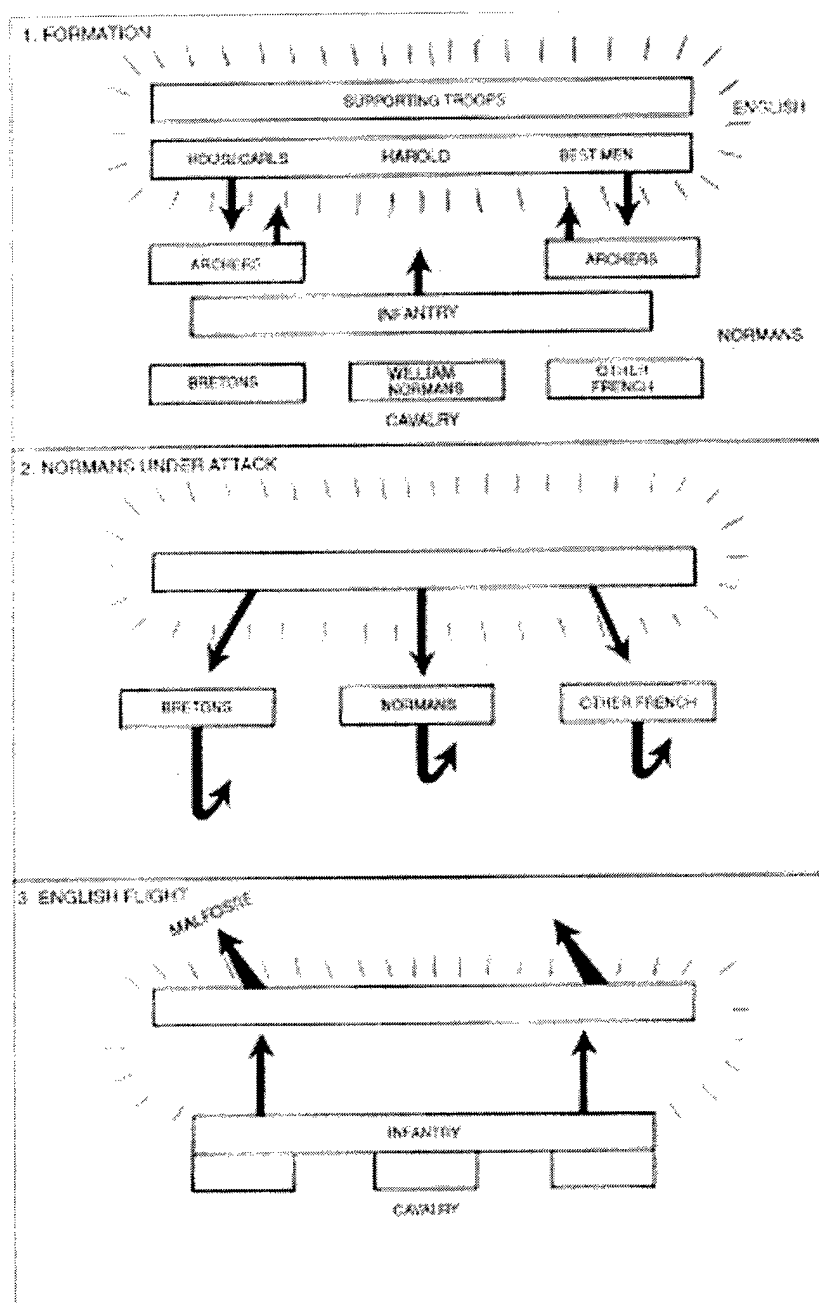 1. FORMATION
SUPPORTING TROOPS
ENGLISH
HOUSECARLS HAROLD BEST MEN
ARCHERS ARCHERS
INFANTRY
NORMANS
BRETONS WILLIAM NORMANS OTHER FRENCH
CAVALRY
2. NORMANS UNDER ATTACK
BRETONS NORMANS OTHER FRENCH
3. ENGLISH FLIGHT
MALFOSSE
INFANTRY
CAVALRY